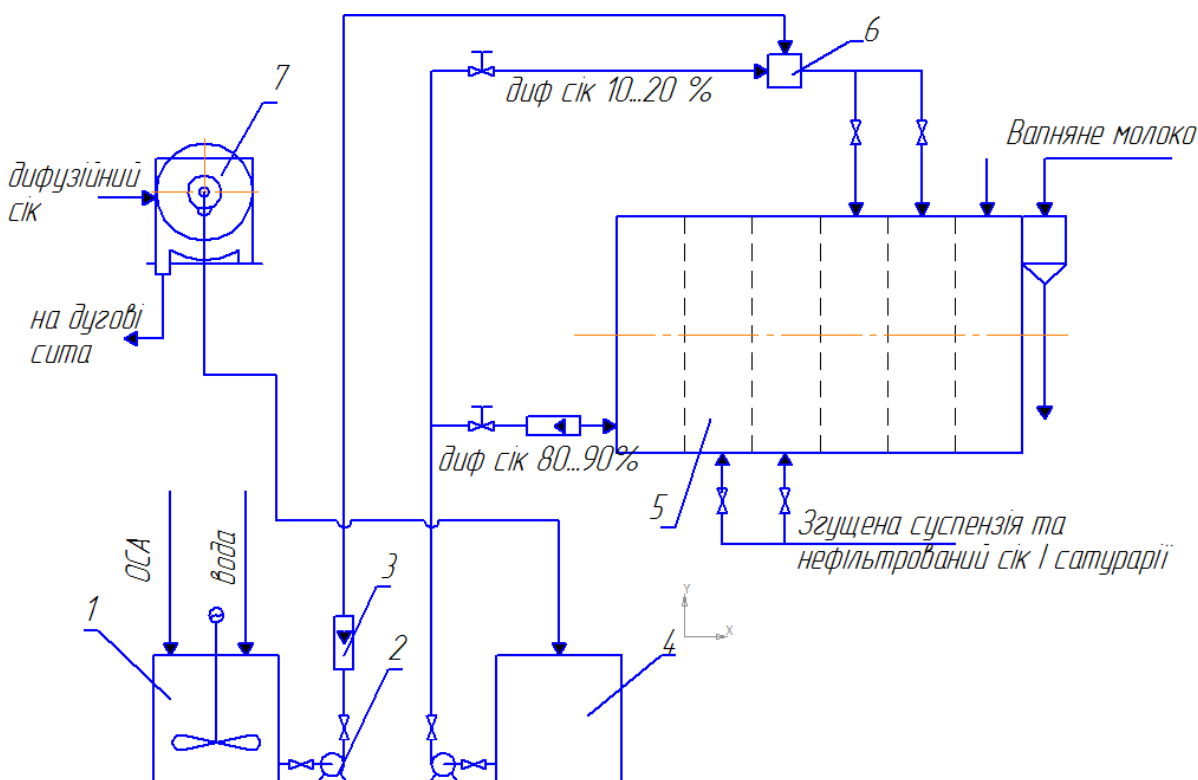 6
диф сік 10...20 %
7
Вапняне молоко
дифузійний
сік
на дугові
сита
диф сік 80...90%
5
Згущена суспензія та
нефільтрований сік І сатурарії
ОСА
вода
3
Y
X
1
2
4